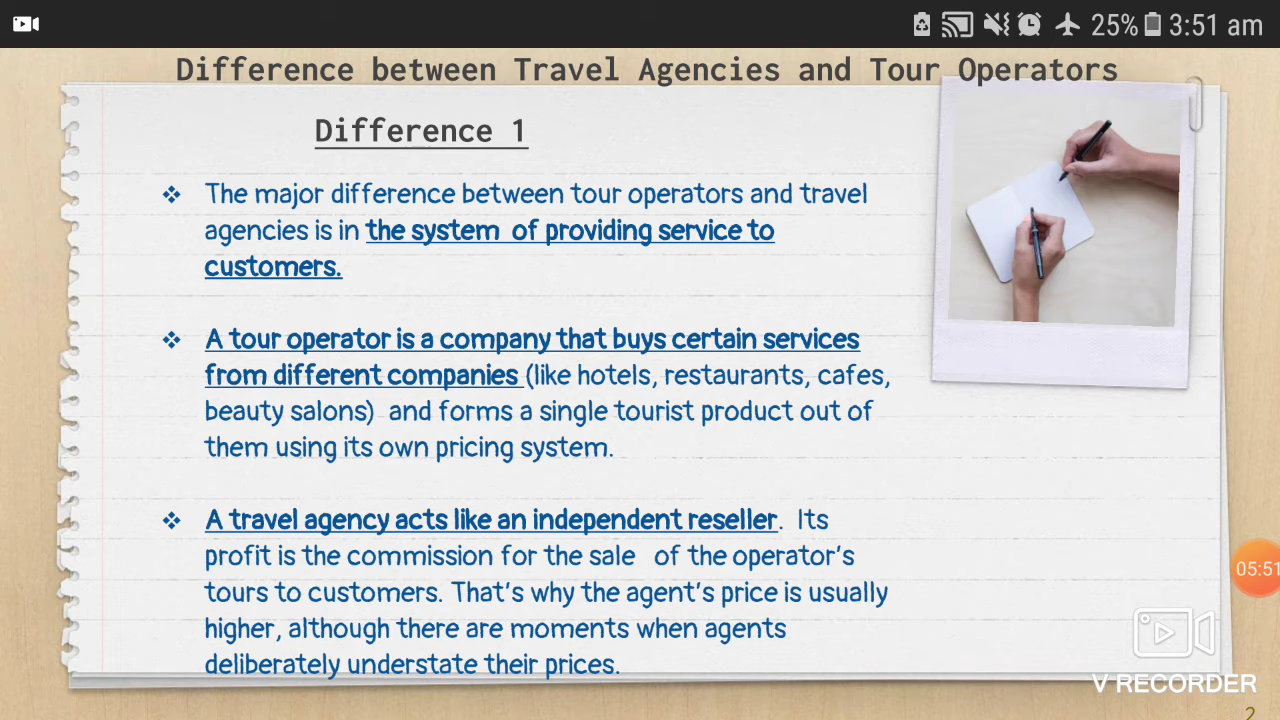 25% 3:51 am
Difference between Travel Agencies and Tour Operators
Difference 1
❖ The major difference between tour operators and travel
agencies is in the system of providing service to
customers.
❖ A tour operator is a company that buys certain services
from different companies (like hotels, restaurants, cafes,
beauty salons) and forms a single tourist product out of
them using its own pricing system.
❖ A travel agency acts like an independent reseller. Its
profit is the commission for the sale of the operator's
tours to customers. That's why the agent's price is usually
higher, although there are moments when agents
deliberately understate their prices.
05:51
V RECORDER
2